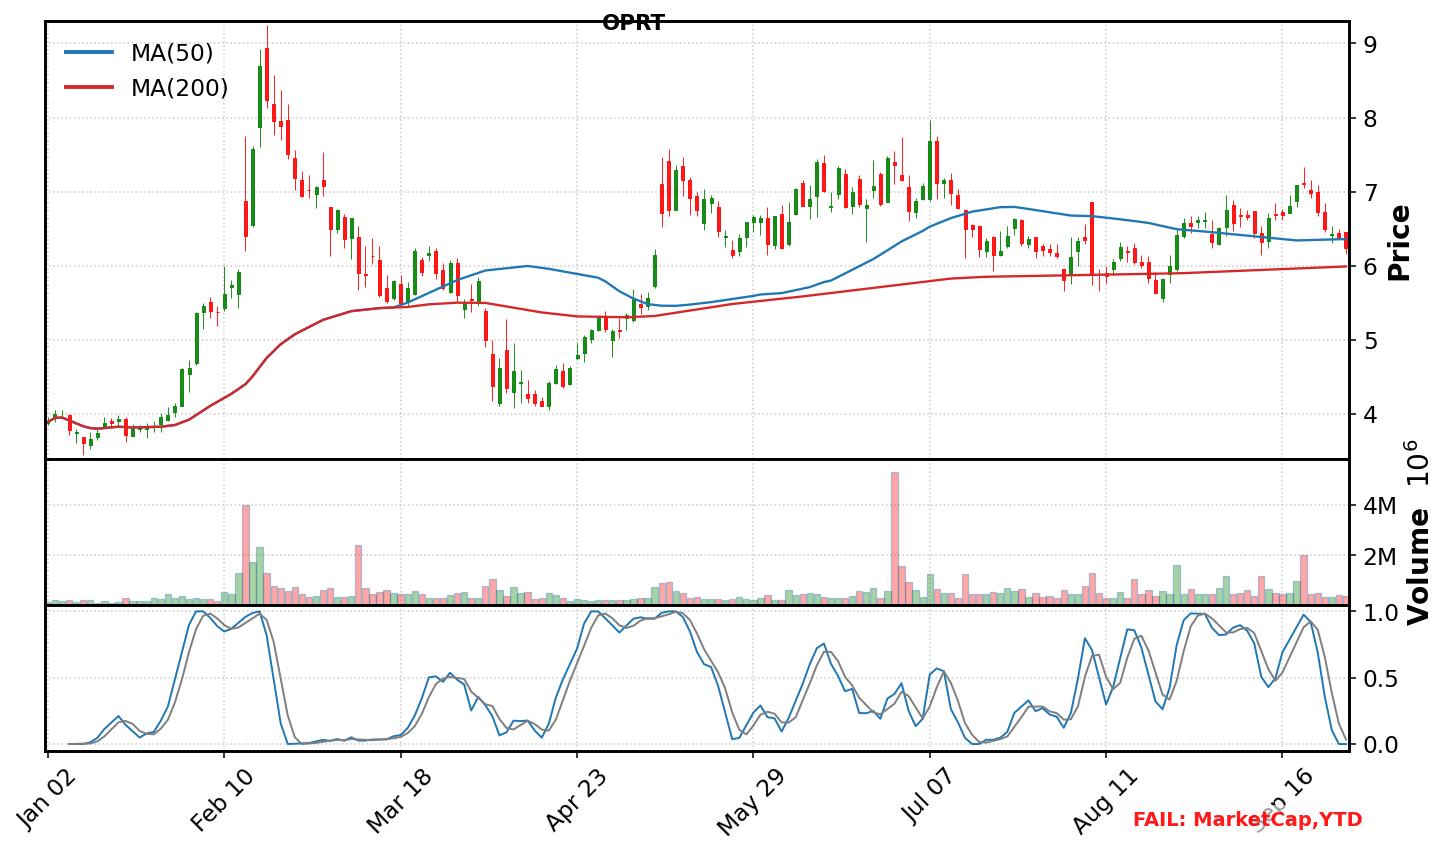 OPRT
MA(50)
MA(200)
9
8
7
6
5
4
Price
10⁶
4M
2M
Volume
1.0
0.5
0.0
Jan 02
Feb 10
Mar 18
Apr 23
May 29
Jul 07
Aug 11
Sep 16
FAIL: MarketCap,YTD